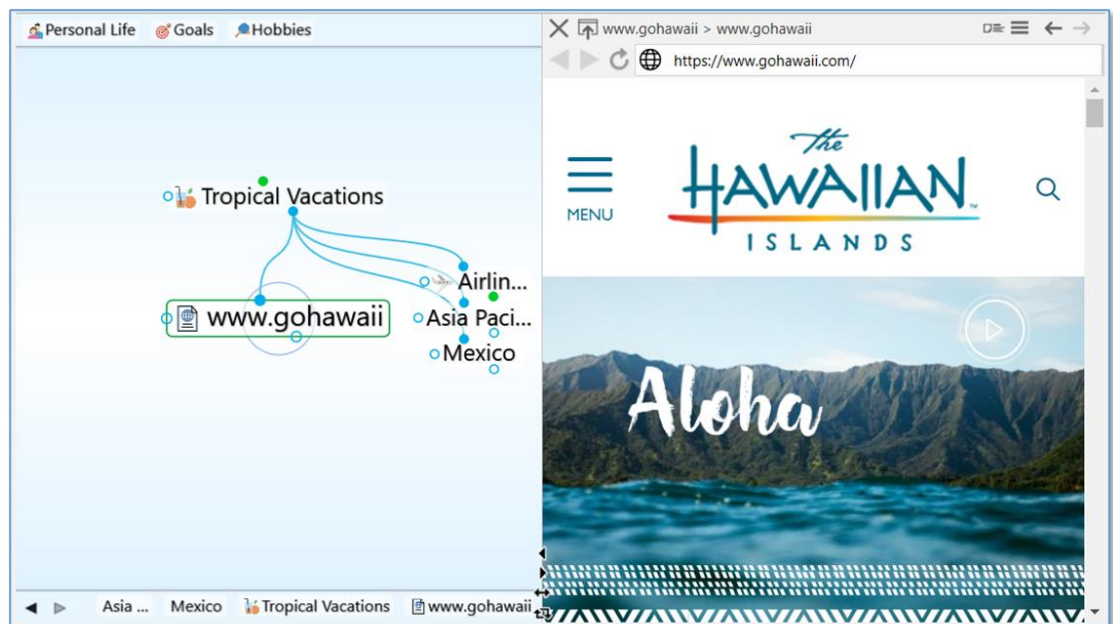 Personal Life Goals Hobbies
www.gohawaii > www.gohawaii
https://www.gohawaii.com/
MENU
The
HAWAIIAN™
ISLANDS
Aloha
Tropical Vacations
Airlin...
www.gohawaii
Asia Paci...
Mexico
Asia ... Mexico Tropical Vacations www.gohawaii